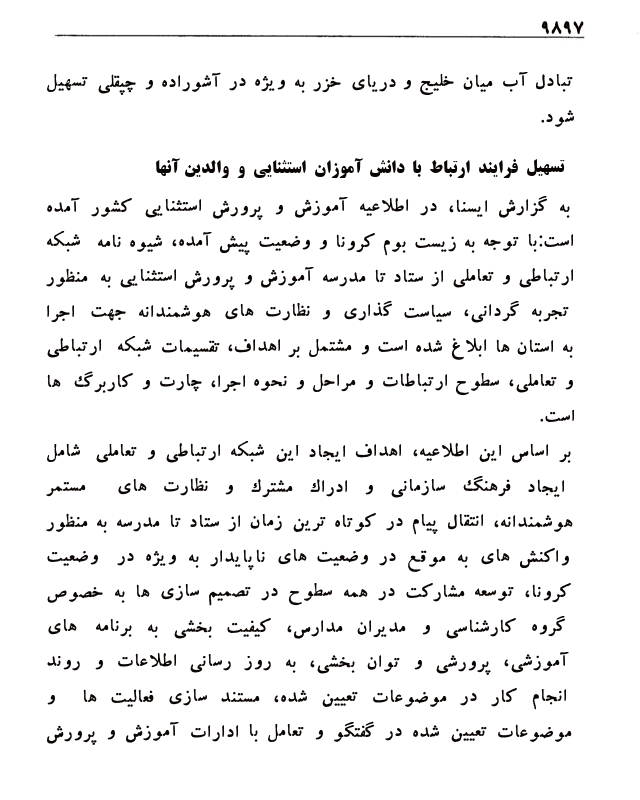 ۹۸۹۷
تبادل آب میان خلیج و دریای خزر به ویژه در آشوراده و چپقلی تسهیل
شود.
تسهیل فرایند ارتباط با دانش آموزان استثنایی و والدین آنها
به گزارش ایسنا، در اطلاعیه آموزش و پرورش استثنایی کشور آمده
است:با توجه به زیست بوم کرونا و وضعیت پیش آمده، شیوه نامه شبکه
ارتباطی و تعاملی از ستاد تا مدرسه آموزش و پرورش استثنایی به منظور
تجربه گردانی، سیاست گذاری و نظارت های هوشمندانه جهت اجرا
به استان ها ابلاغ شده است و مشتمل بر اهداف، تقسیمات شبکه ارتباطی
و تعاملی، سطوح ارتباطات و مراحل و نحوه اجرا، چارت و کاربرگ ها
است.
بر اساس این اطلاعیه، اهداف ایجاد این شبکه ارتباطی و تعاملی شامل
ایجاد فرهنگ سازمانی و ادراك مشترك و نظارت های مستمر
هوشمندانه، انتقال پیام در کوتاه ترین زمان از ستاد تا مدرسه به منظور
واکنش های به موقع در وضعیت های ناپایدار به ویژه در وضعیت
کرونا، توسعه مشارکت در همه سطوح در تصمیم سازی ها به خصوص
گروه کارشناسی و مدیران مدارس، کیفیت بخشی به برنامه های
آموزشی، پرورشی و توان بخشی، به روز رسانی اطلاعات و روند
انجام کار در موضوعات تعیین شده، مستند سازی فعالیت ها و
موضوعات تعیین شده در گفتگو و تعامل با ادارات آموزش و پرورش